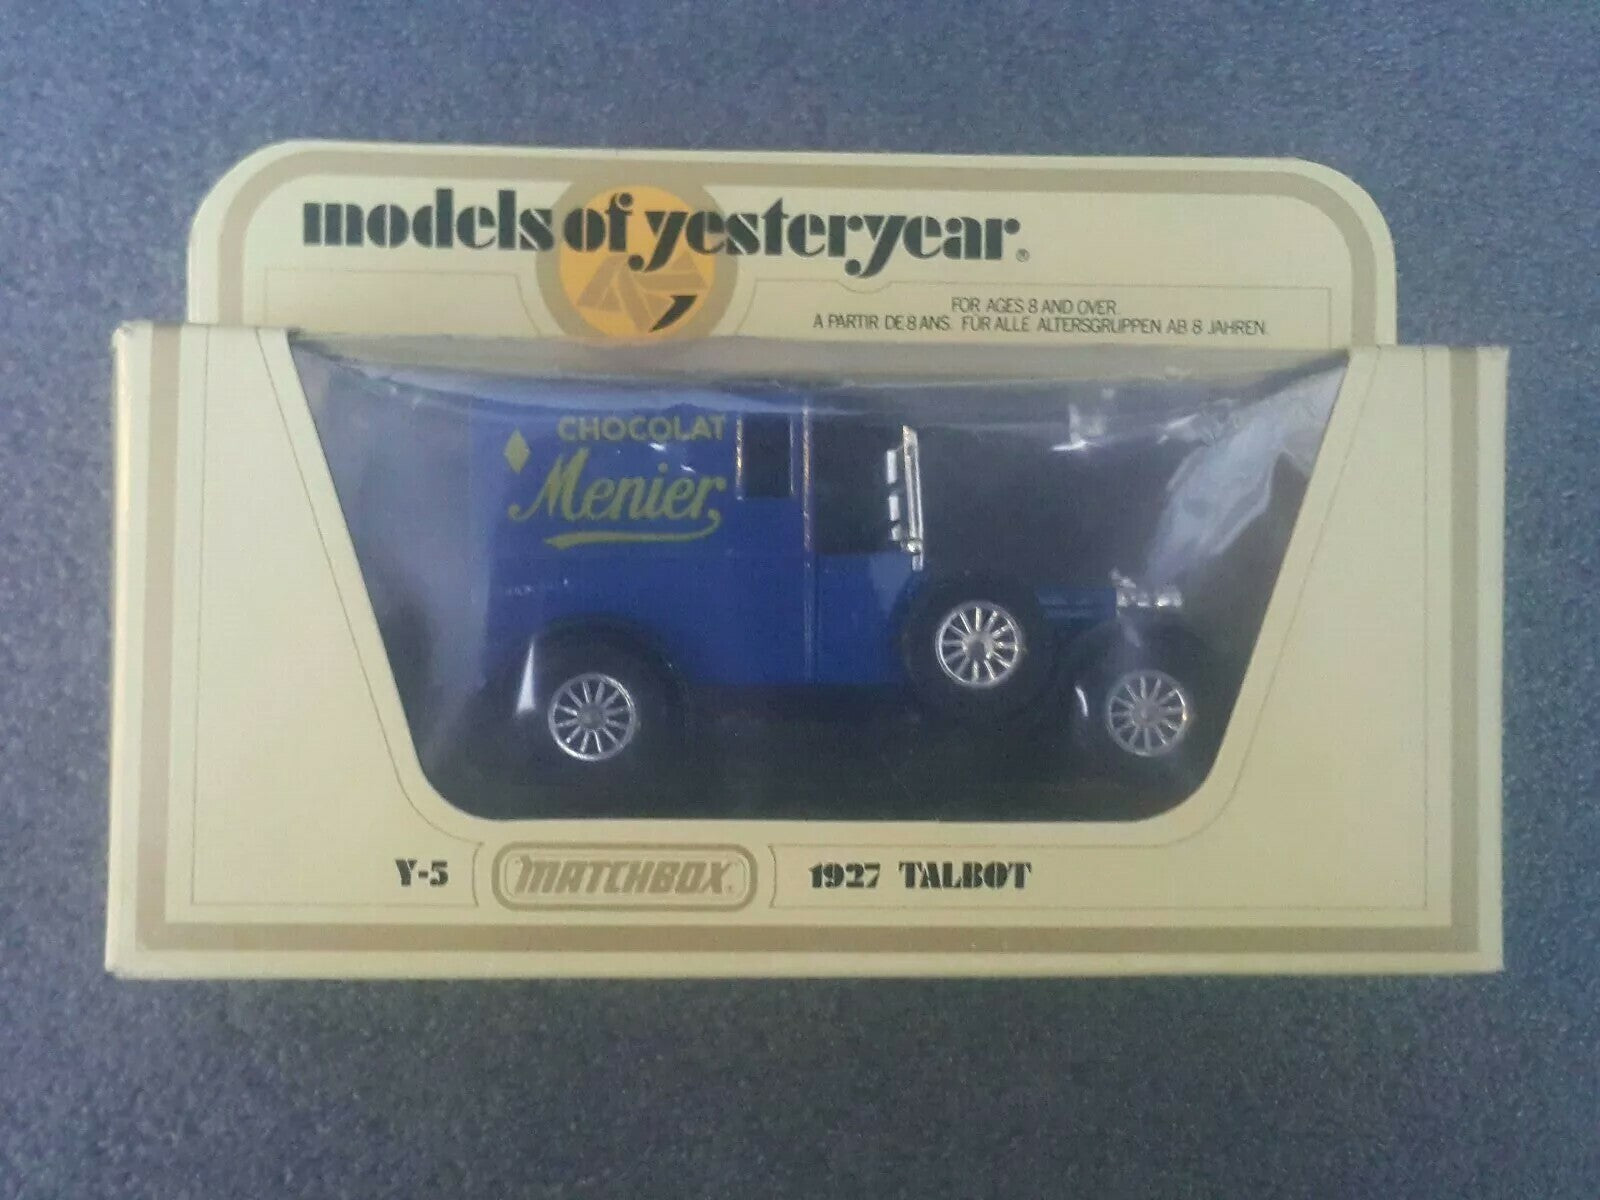 models of yesteryear®
FOR AGES 8 AND OVER.
A PARTIR DE 8 ANS. FÜR ALLE ALTERSGRUPPEN AB 8 JAHREN.
CHOCOLAT
Menier
Y-5
MATCHBOX®
1927 TALBOT